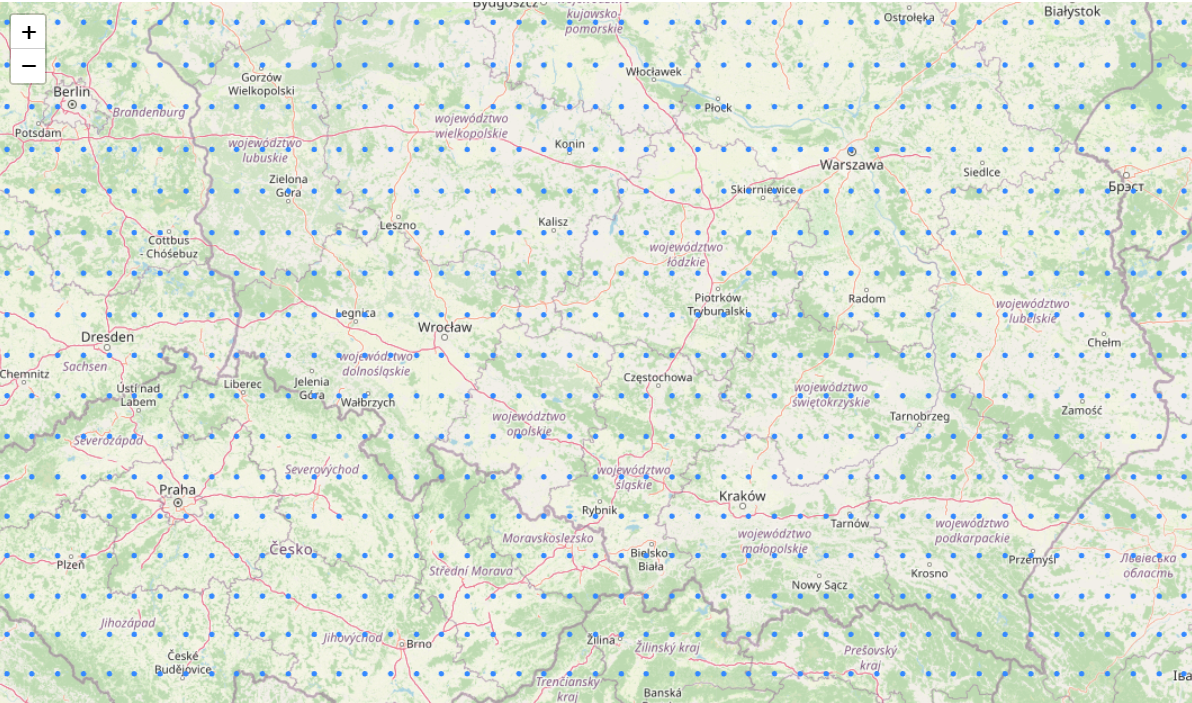 +
−
Bydgoszcz
województwo
kujawsko-
pomorskie
Ostrołęka
Białystok
Gorzów
Wielkopolski
Włocławek
Berlin
Płock
Brandenburg
Potsdam
województwo
wielkopolskie
województwo
lubuskie
Konin
Warszawa
Siedlce
Zielona
Góra
Skierniewice
Брэст
Leszno
Kalisz
Cottbus
- Chóśebuz
województwo
łódzkie
Piotrków
Trybunalski
Radom
województwo
lubelskie
Legnica
Wrocław
Dresden
Chełm
Sachsen
Chemnitz
województwo
dolnośląskie
Liberec
Jelenia
Góra
Częstochowa
Ústí nad
Labem
Wałbrzych
województwo
świętokrzyskie
Zamość
województwo
opolskie
Tarnobrzeg
Severozápad
Severovýchod
województwo
śląskie
Praha
Kraków
Rybnik
Tarnów
województwo
podkarpackie
Česko
Moravskoslezsko
województwo
małopolskie
Bielsko
Biała
Plzeň
Střední Morava
Przemyśl
Львівська
область
Krosno
Nowy Sącz
Jihozápad
Jihovýchod
Brno
Žilina
Žilinský kraj
České
Budějovice
Prešovský
kraj
Trenčiansky
kraj
Banská